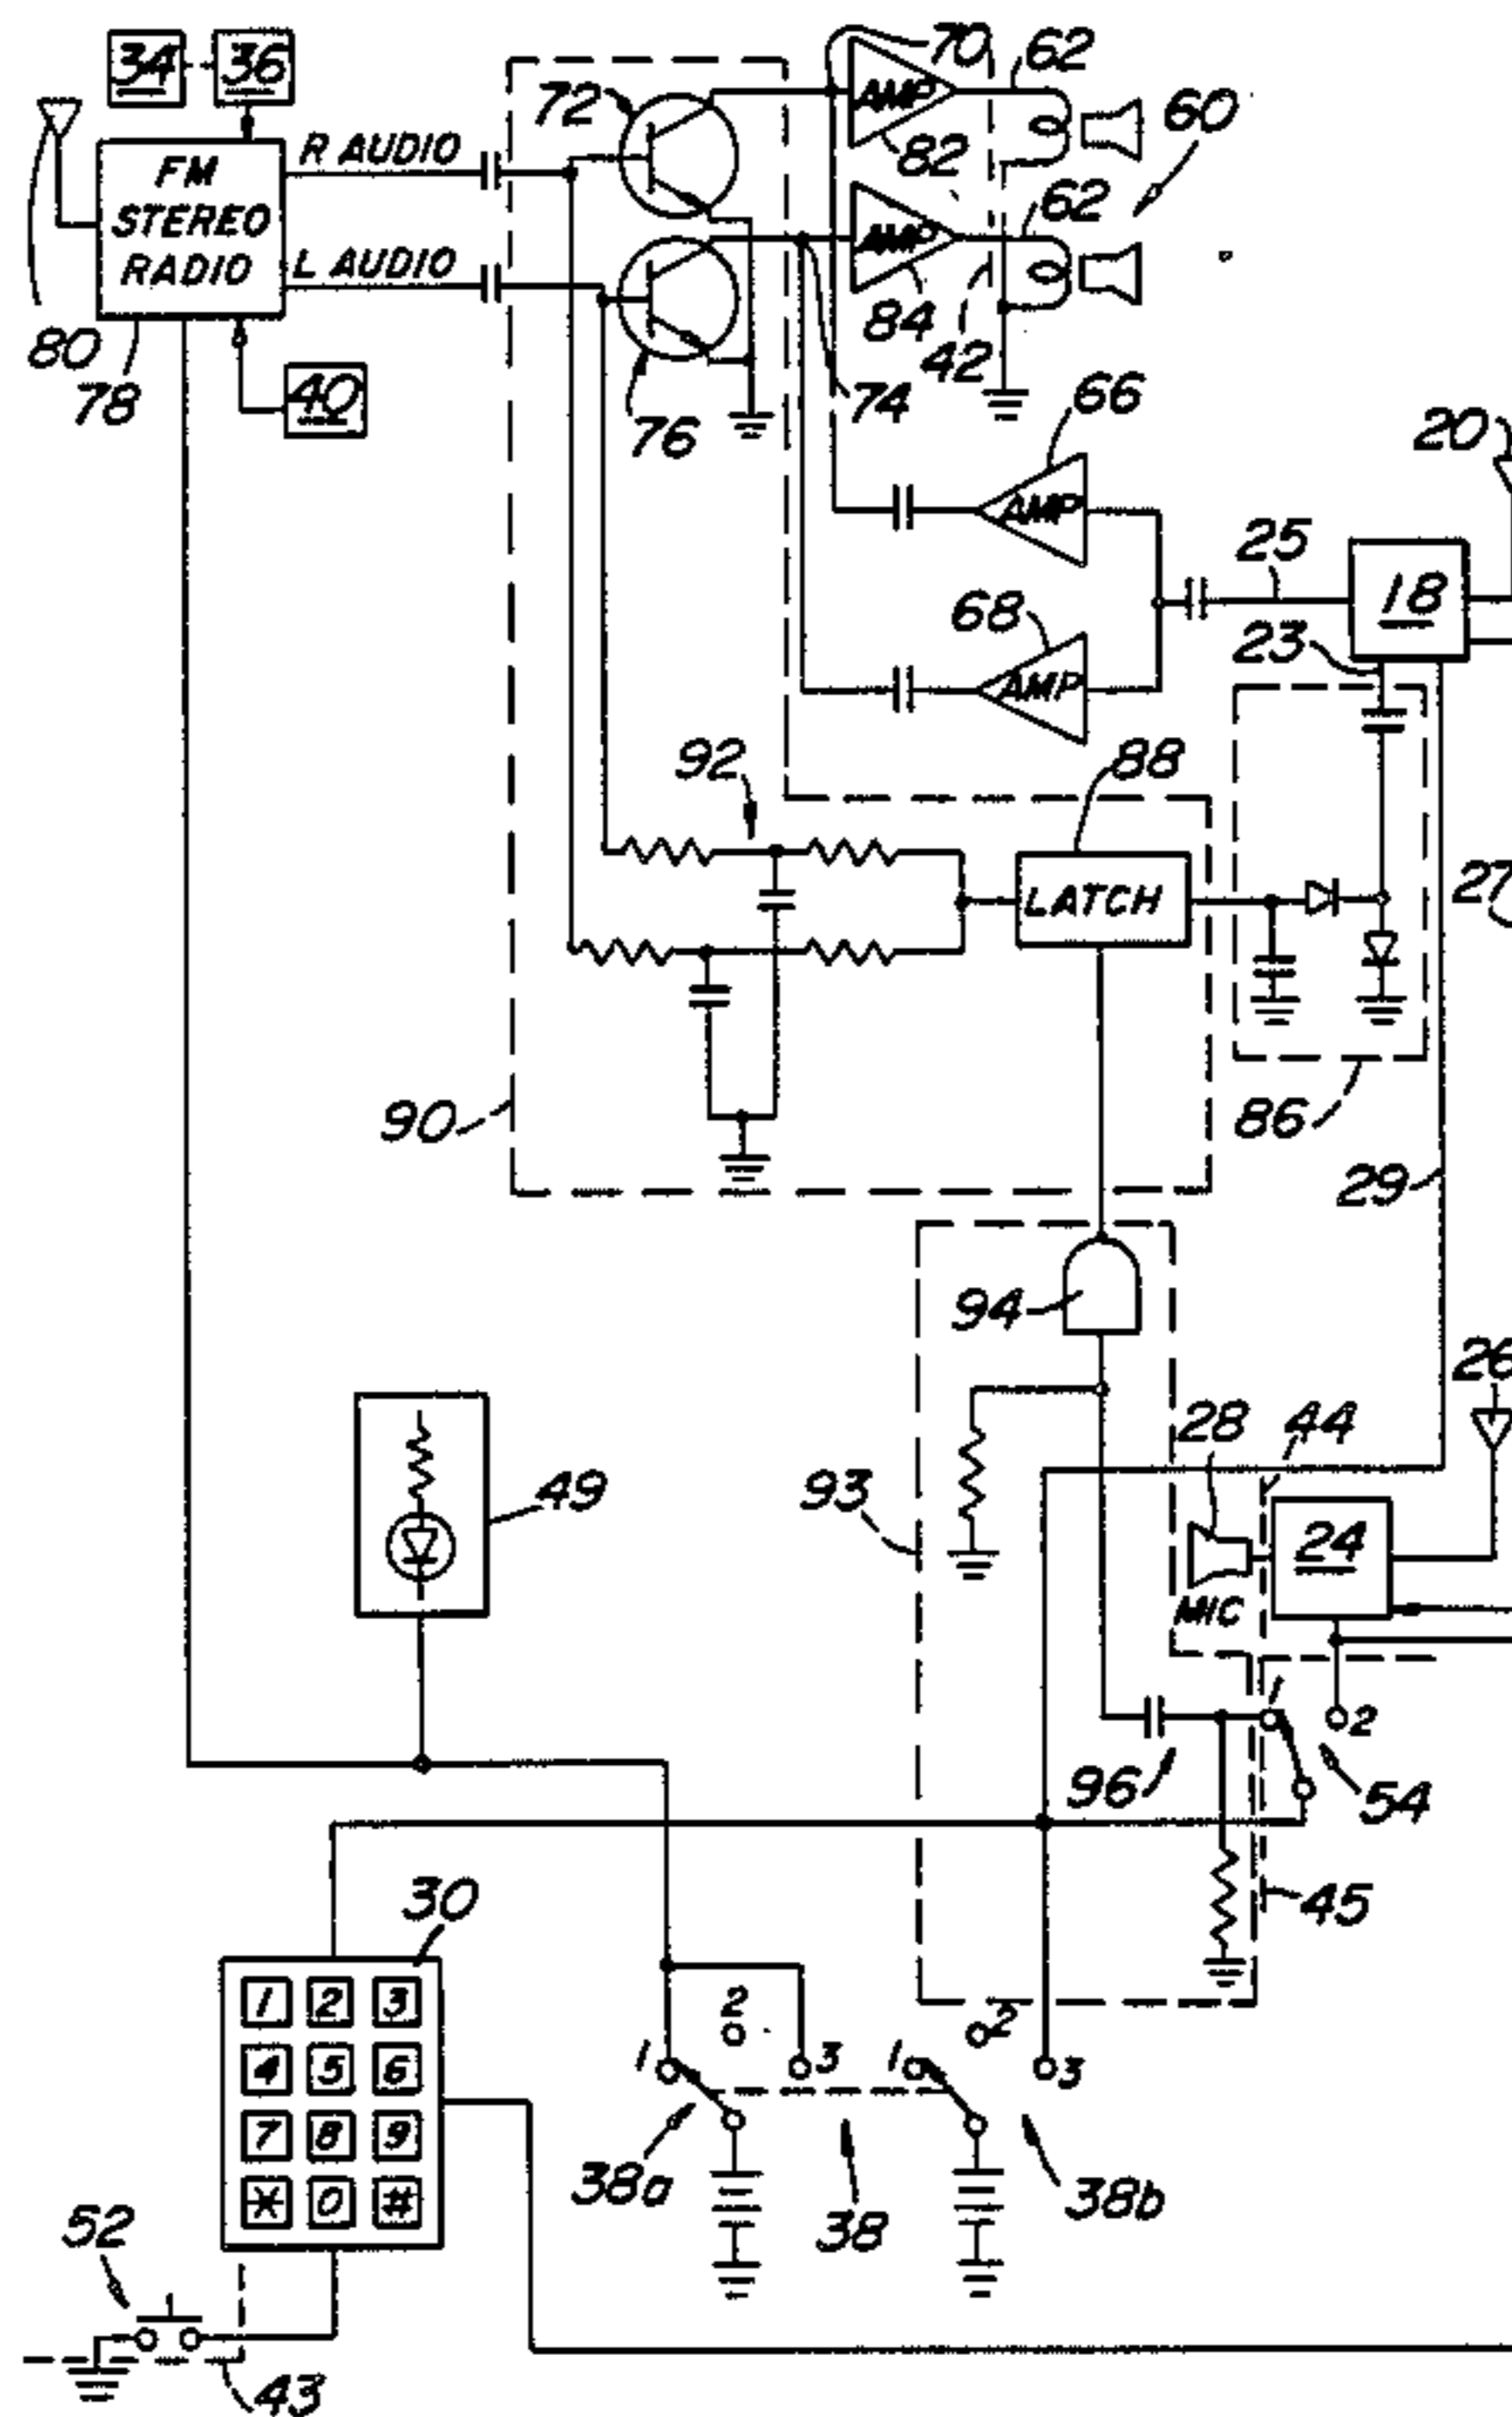 34 36 70 62
72 AMP 60
R AUDIO
FM 82
STEREO 62
RADIO AMP
L AUDIO
84
80 42
78 40 74 66
76 20
AMP
25
18
68 23
AMP
92 88
27
LATCH
90 86
29
94
26
28 44
49 93 24
MIC
1 2
96 54
30 45
1 2 3
4 5 6
7 8 9
* 0 #
2 2
1 3 1 3
38a 38 38b
52
43